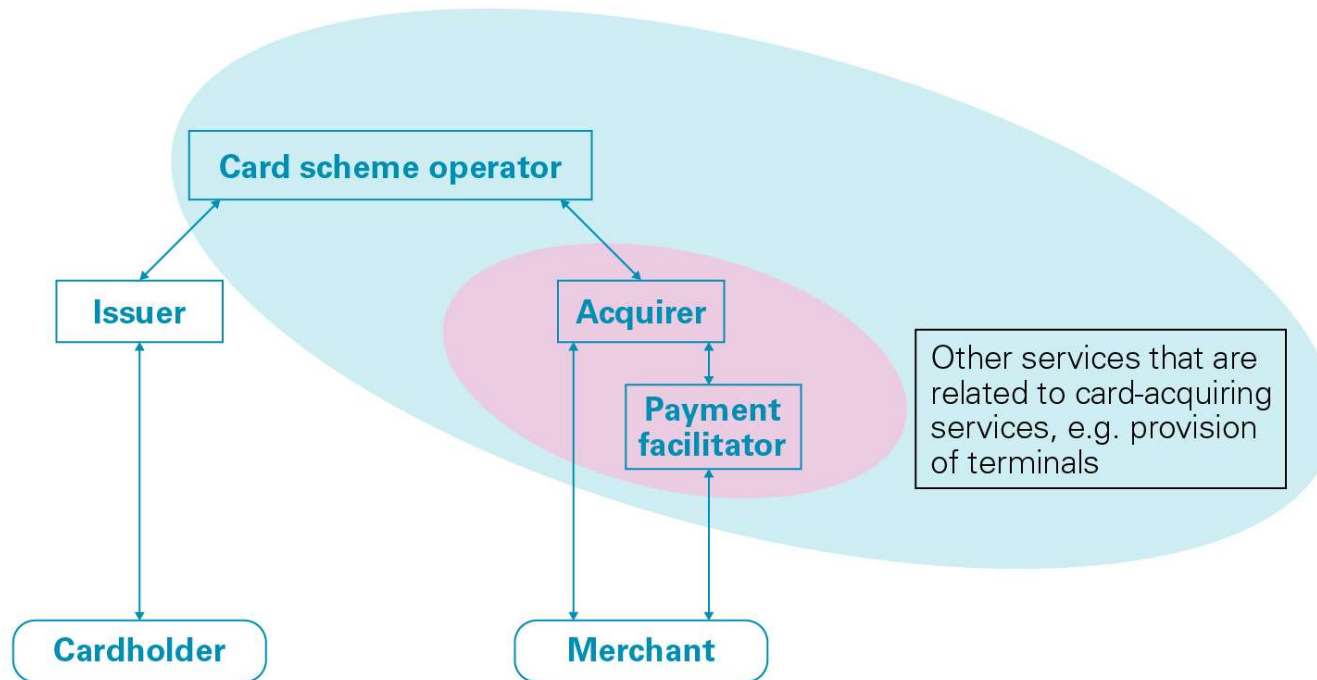 Card scheme operator
Issuer
Acquirer
Payment
facilitator
Other services that are
related to card-acquiring
services, e.g. provision
of terminals
Cardholder
Merchant